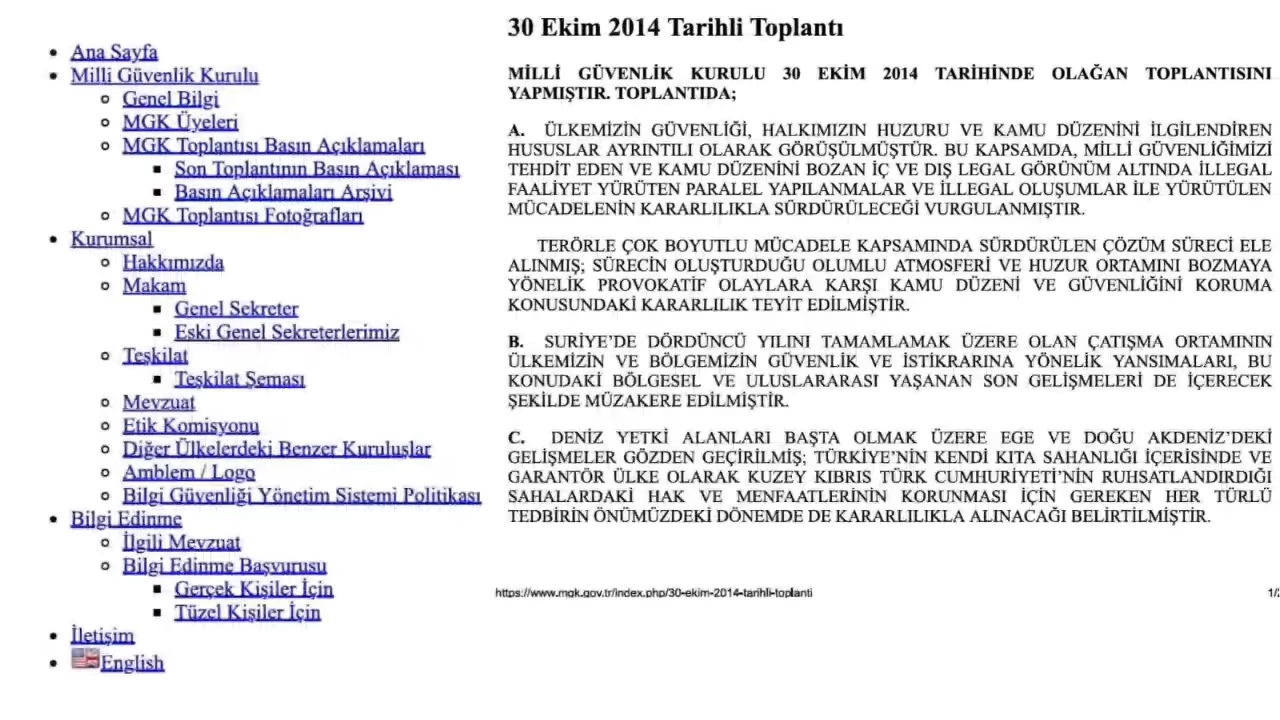 Ana Sayfa
Milli Güvenlik Kurulu
Genel Bilgi
MGK Üyeleri
MGK Toplantısı Basın Açıklamaları
Son Toplantının Basın Açıklaması
Basın Açıklamaları Arşivi
MGK Toplantısı Fotoğrafları
Kurumsal
Hakkımızda
Makam
Genel Sekreter
Eski Genel Sekreterlerimiz
Teşkilat
Teşkilat Şeması
Mevzuat
Etik Komisyonu
Diğer Ülkelerdeki Benzer Kuruluşlar
Amblem / Logo
Bilgi Güvenliği Yönetim Sistemi Politikası
Bilgi Edinme
İlgili Mevzuat
Bilgi Edinme Başvurusu
Gerçek Kişiler İçin
Tüzel Kişiler İçin
İletişim
English
30 Ekim 2014 Tarihli Toplantı
MİLLİ GÜVENLİK KURULU 30 EKİM 2014 TARİHİNDE OLAĞAN TOPLANTISINI
YAPMIŞTIR. TOPLANTIDA;
A. ÜLKEMİZİN GÜVENLİĞİ, HALKIMIZIN HUZURU VE KAMU DÜZENİNİ İLGİLENDİREN
HUSUSLAR AYRINTILI OLARAK GÖRÜŞÜLMÜŞTÜR. BU KAPSAMDA, MİLLİ GÜVENLİĞİMİZİ
TEHDİT EDEN VE KAMU DÜZENİNİ BOZAN İÇ VE DIŞ LEGAL GÖRÜNÜM ALTINDA İLLEGAL
FAALİYET YÜRÜTEN PARALEL YAPILANMALAR VE İLLEGAL OLUŞUMLAR İLE YÜRÜTÜLEN
MÜCADELENİN KARARLILIKLA SÜRDÜRÜLECEĞİ VURGULANMIŞTIR.
TERÖRLE ÇOK BOYUTLU MÜCADELE KAPSAMINDA SÜRDÜRÜLEN ÇÖZÜM SÜRECİ ELE
ALINMIŞ; SÜRECİN OLUŞTURDUĞU OLUMLU ATMOSFERİ VE HUZUR ORTAMINI BOZMAYA
YÖNELİK PROVOKATİF OLAYLARA KARŞI KAMU DÜZENİ VE GÜVENLİĞİNİ KORUMA
KONUSUNDAKİ KARARLILIK TEYİT EDİLMİŞTİR.
B. SURİYE'DE DÖRDÜNCÜ YILINI TAMAMLAMAK ÜZERE OLAN ÇATIŞMA ORTAMININ
ÜLKEMİZİN VE BÖLGEMİZİN GÜVENLİK VE İSTİKRARINA YÖNELİK YANSIMALARI, BU
KONUDAKİ BÖLGESEL VE ULUSLARARASI YAŞANAN SON GELİŞMELERİ DE İÇERECEK
ŞEKİLDE MÜZAKERE EDİLMİŞTİR.
C. DENİZ YETKİ ALANLARI BAŞTA OLMAK ÜZERE EGE VE DOĞU AKDENİZ'DEKİ
GELİŞMELER GÖZDEN GEÇİRİLMİŞ; TÜRKİYE'NİN KENDİ KITA SAHANLIĞI İÇERİSİNDE VE
GARANTÖR ÜLKE OLARAK KUZEY KIBRIS TÜRK CUMHURİYETİ'NİN RUHSATLANDIRDIĞI
SAHALARDAKİ HAK VE MENFAATLERİNİN KORUNMASI İÇİN GEREKEN HER TÜRLÜ
TEDBİRİN ÖNÜMÜZDEKİ DÖNEMDE DE KARARLILIKLA ALINACAĞI BELİRTİLMİŞTİR.
https://www.mgk.gov.tr/index.php/30-ekim-2014-tarihli-toplanti
1/2